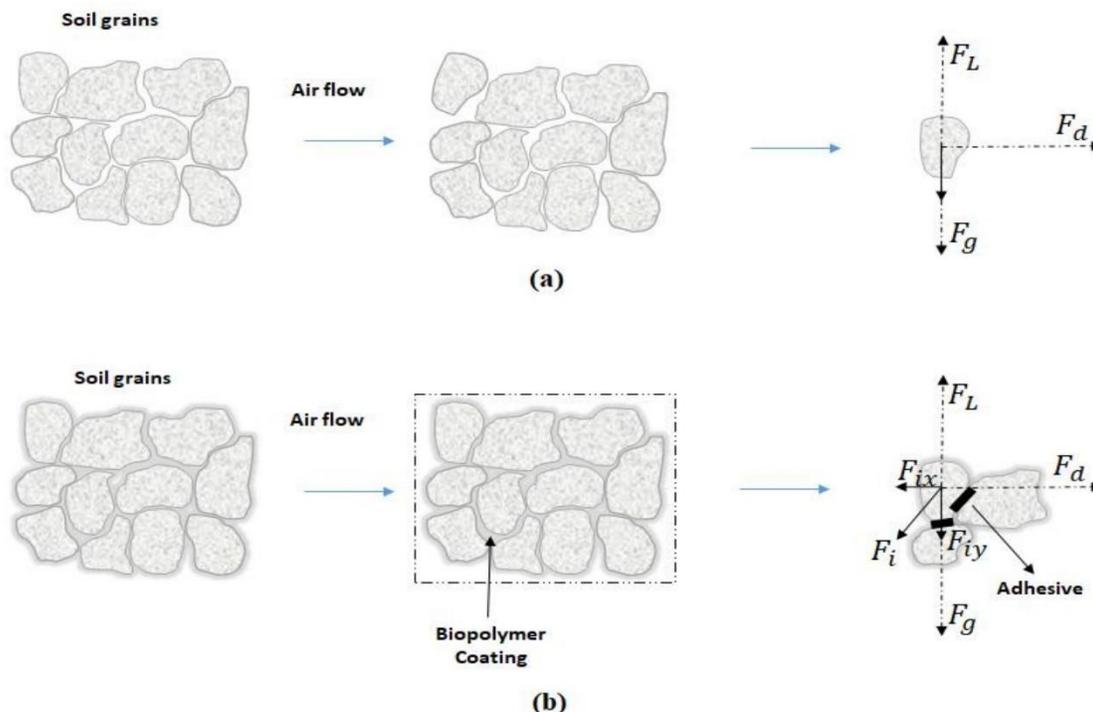 Soil grains
Air flow
F_L
F_d
F_g
(a)
Soil grains
Air flow
F_L
F_ix
F_d
F_i
F_iy
Adhesive
F_g
Biopolymer
Coating
(b)